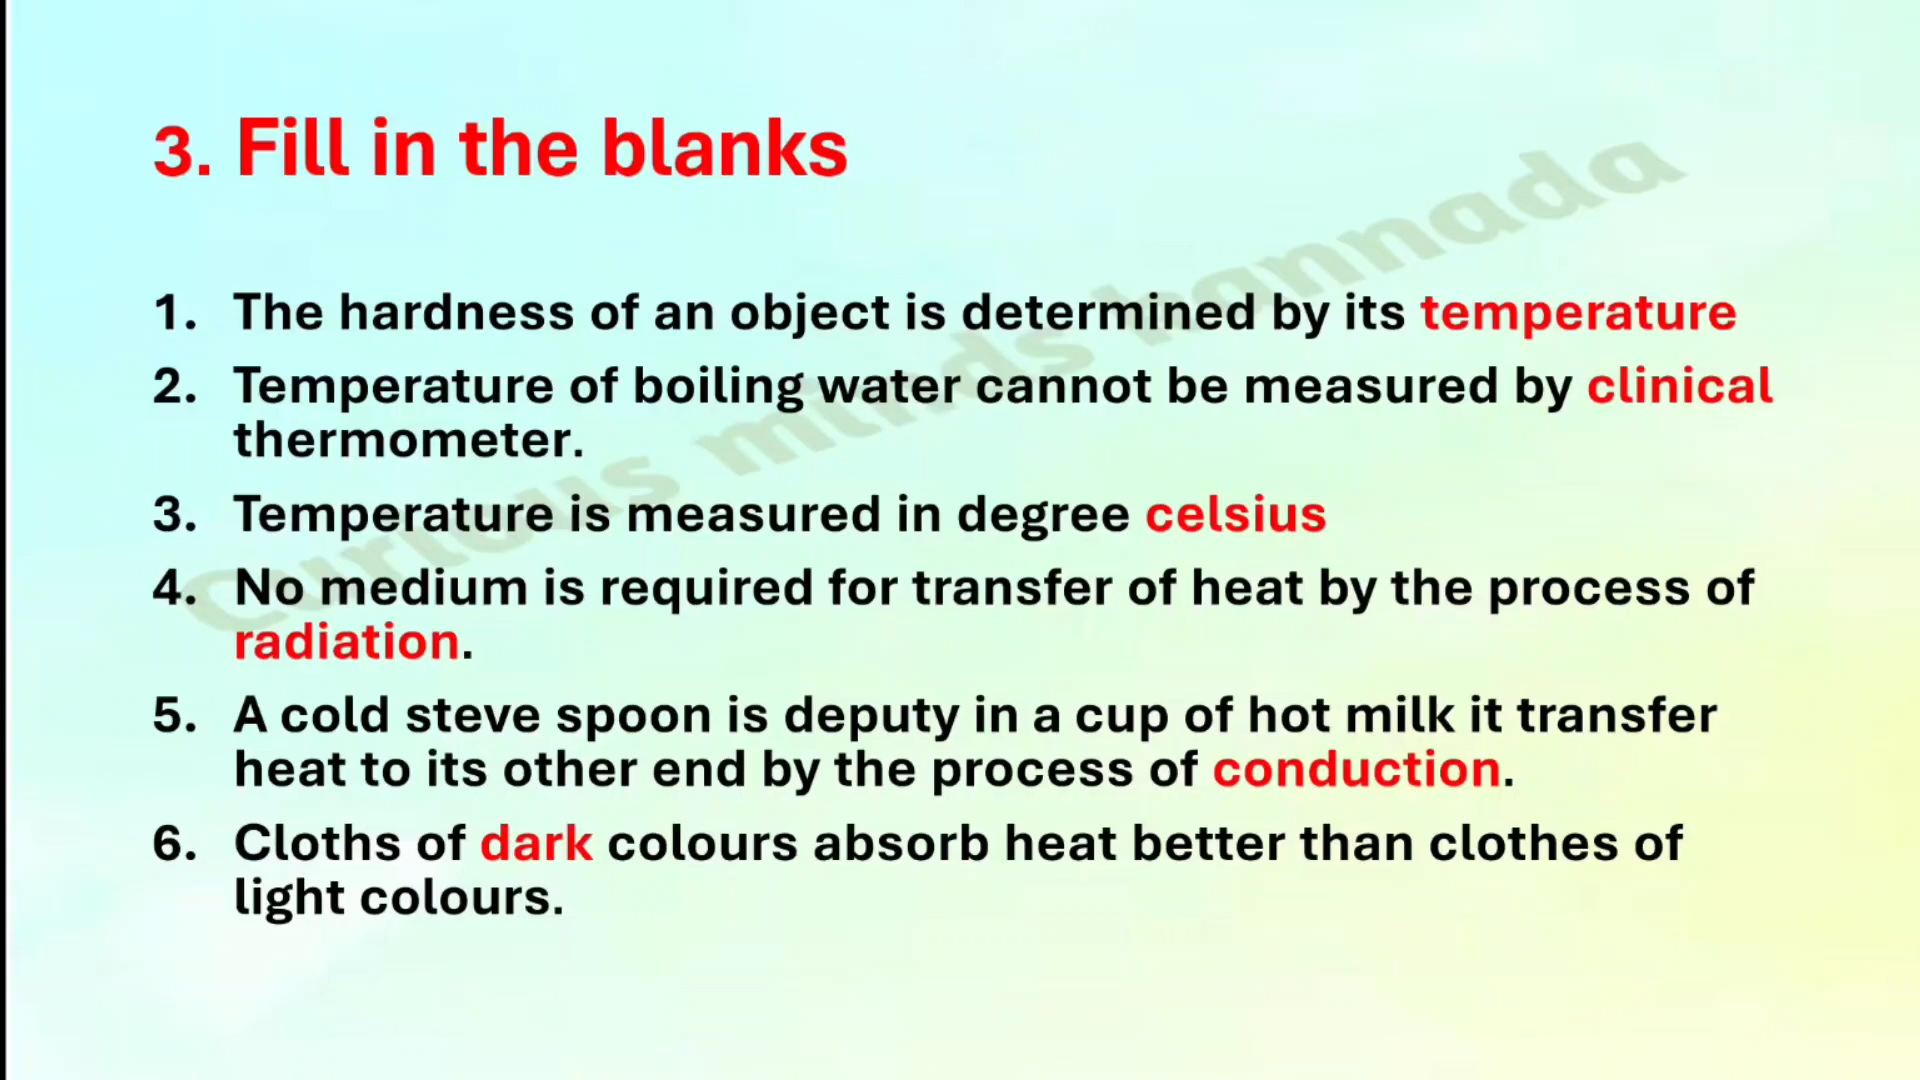 3. Fill in the blanks
1. The hardness of an object is determined by its temperature
2. Temperature of boiling water cannot be measured by clinical
thermometer.
3. Temperature is measured in degree celsius
4. No medium is required for transfer of heat by the process of
radiation.
5. A cold steve spoon is deputy in a cup of hot milk it transfer
heat to its other end by the process of conduction.
6. Cloths of dark colours absorb heat better than clothes of
light colours.
Curious minds kannada